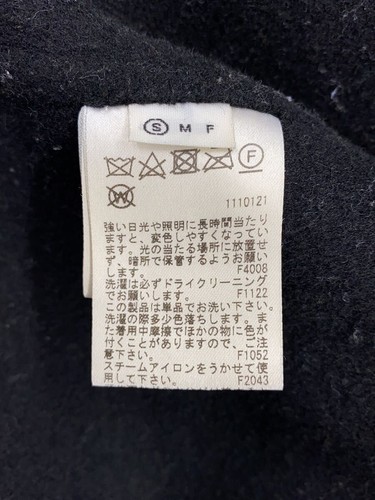 S M F
F
W
1110121
強い日光や照明に長時間当たり
ますと、変色しやすくなってい
ます。光の当たる場所に放置せ
ず、暗所で保管するようお願い
します。 F4008
洗濯は必ずドライクリーニング
でお願いします。 F1122
この製品は単品でお洗い下さい。
洗濯の際多少色落ちします。ま
た着用中摩擦でほかの物に色が
付くことがありますので、ご注
意下さい。 F1052
スチームアイロンをうかせて使
用して下さい。 F2043